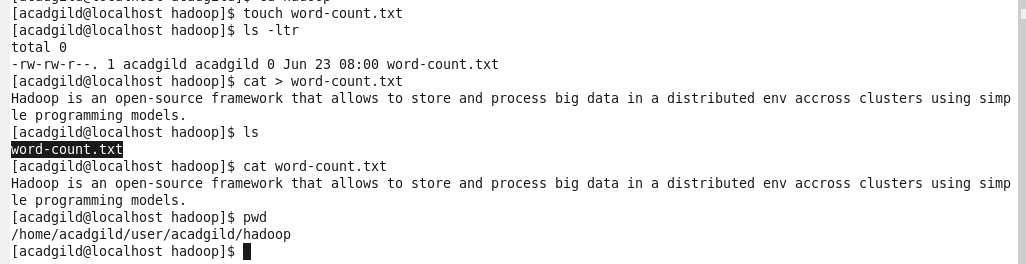 [acadgild@localhost hadoop]$ touch word-count.txt
[acadgild@localhost hadoop]$ ls -ltr
total 0
-rw-rw-r--. 1 acadgild acadgild 0 Jun 23 08:00 word-count.txt
[acadgild@localhost hadoop]$ cat > word-count.txt
Hadoop is an open-source framework that allows to store and process big data in a distributed env accross clusters using simp
le programming models.
[acadgild@localhost hadoop]$ ls
word-count.txt
[acadgild@localhost hadoop]$ cat word-count.txt
Hadoop is an open-source framework that allows to store and process big data in a distributed env accross clusters using simp
le programming models.
[acadgild@localhost hadoop]$ pwd
/home/acadgild/user/acadgild/hadoop
[acadgild@localhost hadoop]$